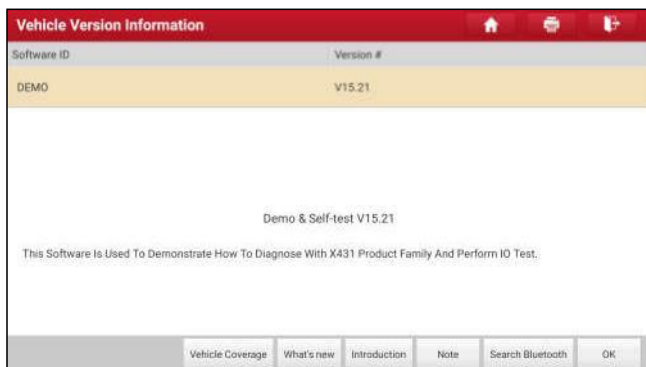 Vehicle Version Information
Software ID Version #
DEMO V15.21
Demo & Self-test V15.21
This Software Is Used To Demonstrate How To Diagnose With X431 Product Family And Perform IO Test.
Vehicle Coverage What's new Introduction Note Search Bluetooth OK